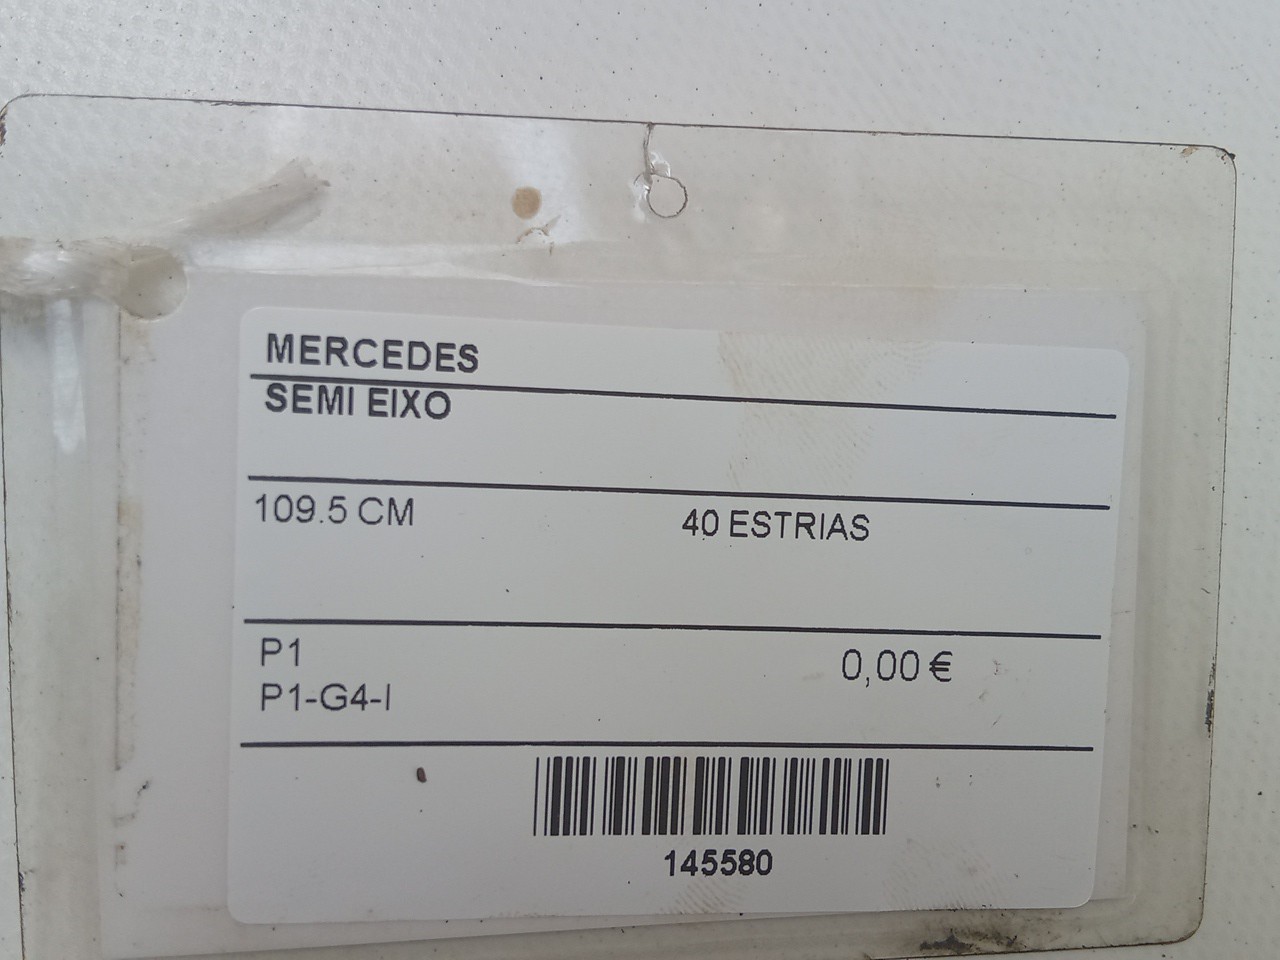 MERCEDES
SEMI EIXO
109.5 CM 40 ESTRIAS
P1 0,00 €
P1-G4-I
145580